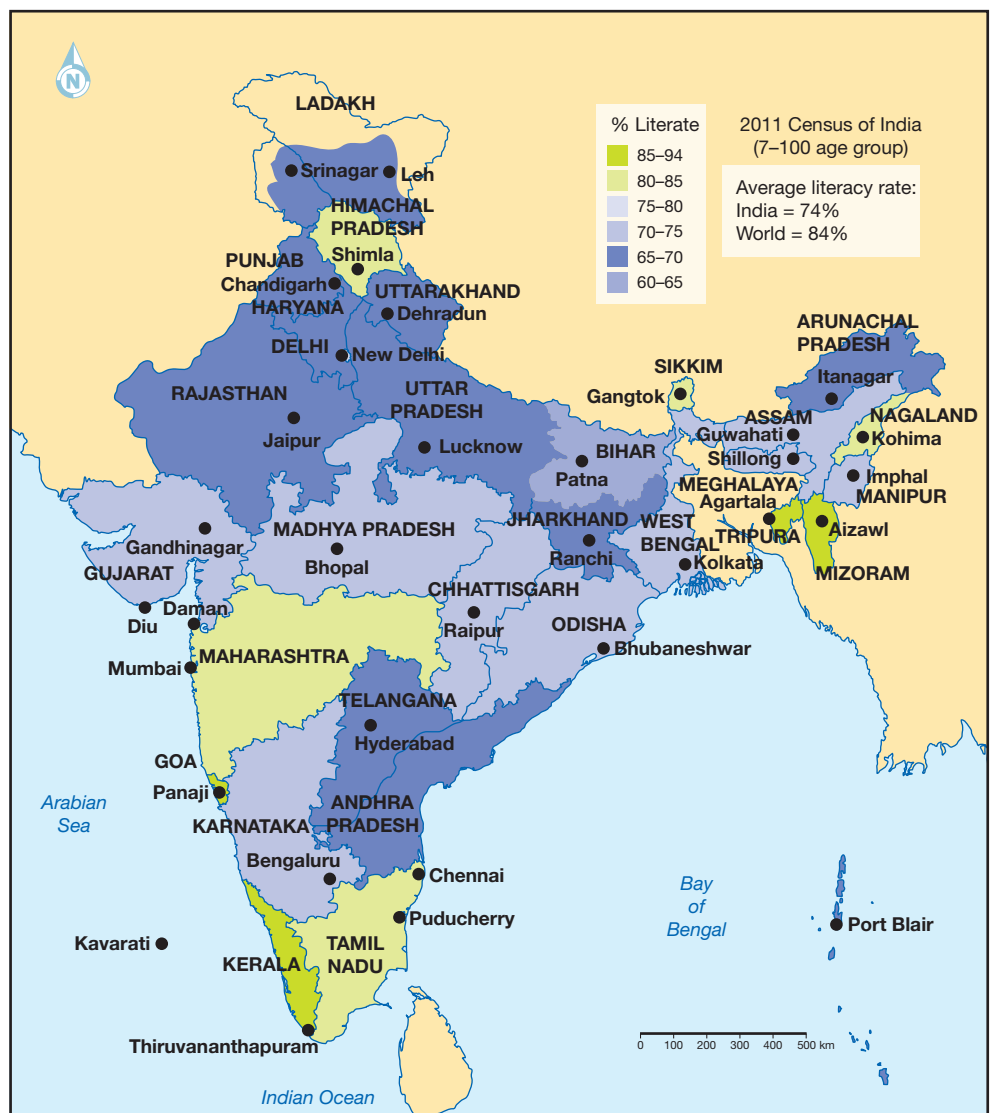 N
LADAKH
% Literate
85–94
80–85
75–80
70–75
65–70
60–65
2011 Census of India
(7–100 age group)
Average literacy rate:
India = 74%
World = 84%
Srinagar
Leh
HIMACHAL
PRADESH
Shimla
PUNJAB
Chandigarh
HARYANA
UTTARAKHAND
Dehradun
DELHI
New Delhi
RAJASTHAN
Jaipur
UTTAR
PRADESH
Lucknow
SIKKIM
Gangtok
ARUNACHAL
PRADESH
Itanagar
ASSAM
Guwahati
NAGALAND
Kohima
Shillong
MEGHALAYA
Imphal
MANIPUR
Agartala
TRIPURA
Aizawl
MIZORAM
BIHAR
Patna
JHARKHAND
Ranchi
WEST
BENGAL
Kolkata
MADHYA PRADESH
Bhopal
Gandhinagar
GUJARAT
Daman
Diu
CHHATTISGARH
Raipur
ODISHA
Bhubaneshwar
Mumbai
MAHARASHTRA
TELANGANA
Hyderabad
GOA
Panaji
Arabian
Sea
KARNATAKA
ANDHRA
PRADESH
Bengaluru
Chennai
Puducherry
Bay
of
Bengal
Port Blair
Kavarati
KERALA
TAMIL
NADU
Thiruvananthapuram
Indian Ocean
0 100 200 300 400 500 km